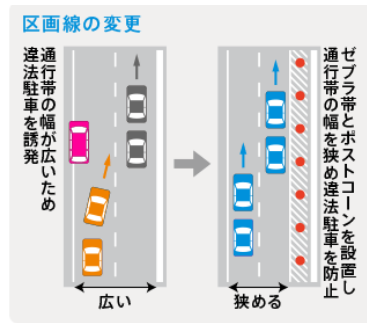 区画線の変更
通行帯の幅が広いため
違法駐車を誘発
ゼブラ帯とポストコーンを設置し
通行帯の幅を狭め違法駐車を防止
広い
狭める